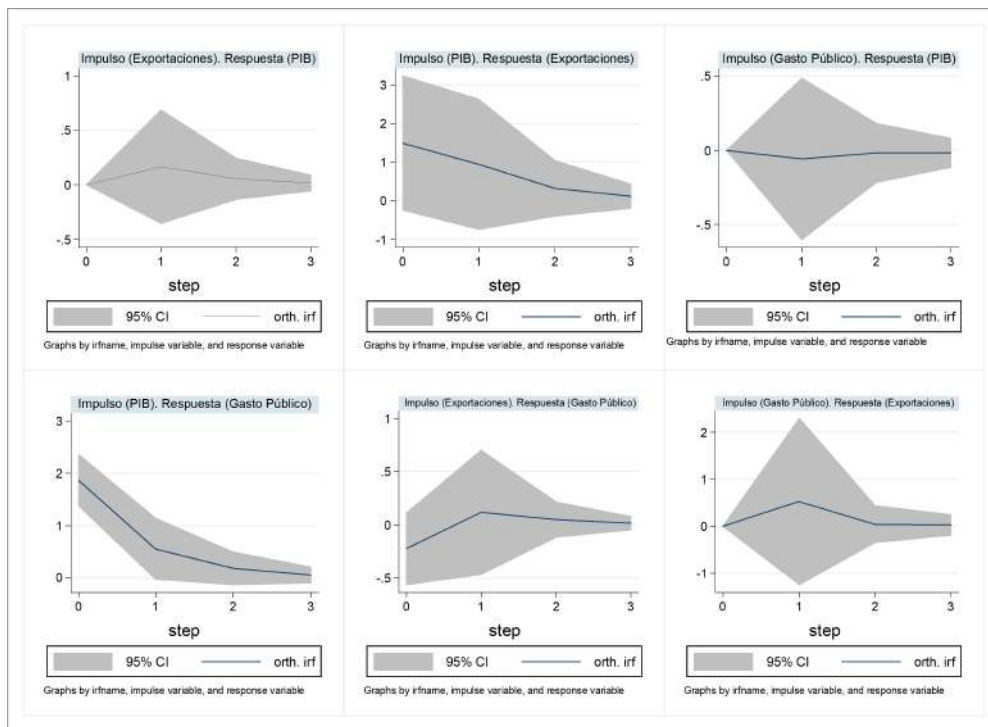 Impulso (Exportaciones). Respuesta (PIB)
1
.5
0
-.5
0 1 2 3
step
95% CI orth. irf
Graphs by irfname, impulse variable, and response variable
Impulso (PIB). Respuesta (Exportaciones)
3
2
1
0
-1
0 1 2 3
step
95% CI orth. irf
Graphs by irfname, impulse variable, and response variable
Impulso (Gasto Público). Respuesta (PIB)
.5
0
-.5
0 1 2 3
step
95% CI orth. irf
Graphs by irfname, impulse variable, and response variable
Impulso (PIB). Respuesta (Gasto Público)
3
2
1
0
0 1 2 3
step
95% CI orth. irf
Graphs by irfname, impulse variable, and response variable
Impulso (Exportaciones). Respuesta (Gasto Público)
1
.5
0
-.5
0 1 2 3
step
95% CI orth. irf
Graphs by irfname, impulse variable, and response variable
Impulso (Gasto Público). Respuesta (Exportaciones)
2
1
0
-1
0 1 2 3
step
95% CI orth. irf
Graphs by irfname, impulse variable, and response variable